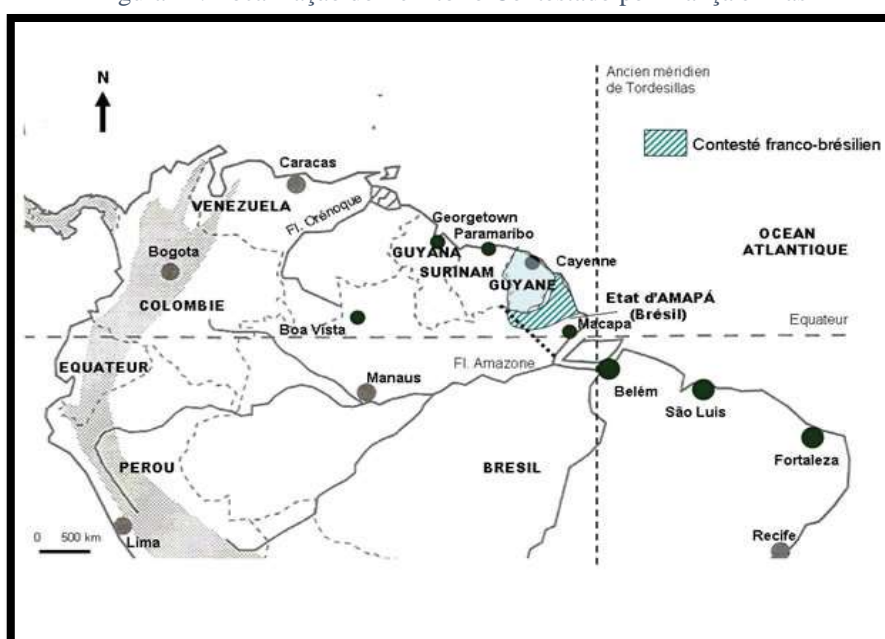 N
Ancien méridien
de Tordesillas
Contesté franco-brésilien
Caracas
VENEZUELA
Fl. Orénoque
Georgetown
Paramaribo
OCEAN
ATLANTIQUE
Bogota
GUYANA
SURINAM
Cayenne
GUYANE
COLOMBIE
Etat d'AMAPÁ
(Brésil)
Boa Vista
Macapa
Equateur
EQUATEUR
Fl. Amazone
Manaus
Belém
São Luis
PEROU
BRESIL
Fortaleza
0 500 km
Lima
Recife